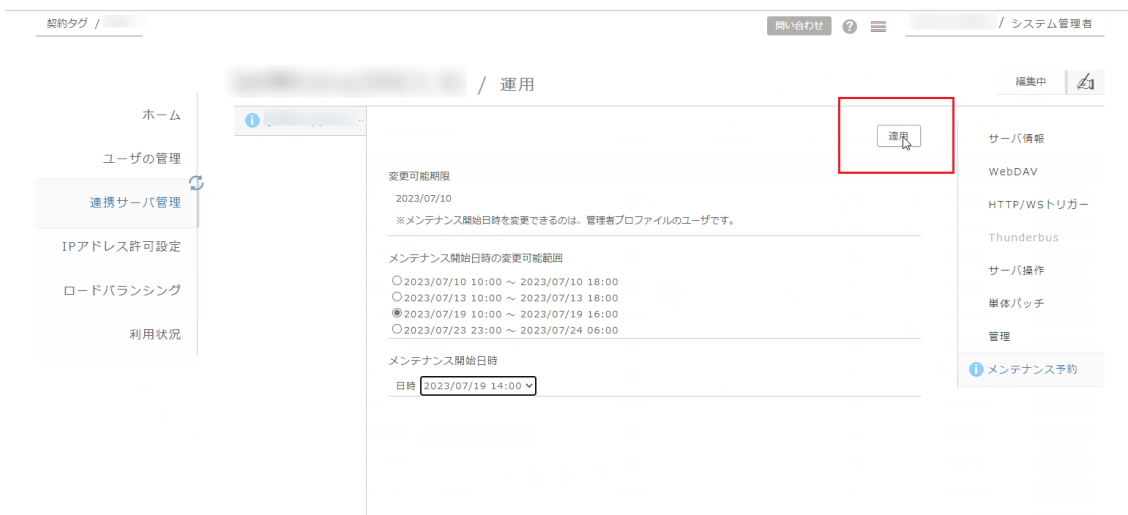 契約タグ /
問い合わせ
/ システム管理者
/ 運用
編集中
ホーム
ユーザの管理
連携サーバ管理
IPアドレス許可設定
ロードバランシング
利用状況
適用
変更可能期限
2023/07/10
※メンテナンス開始日時を変更できるのは、管理者プロファイルのユーザです。
メンテナンス開始日時の変更可能範囲
2023/07/10 10:00 ～ 2023/07/10 18:00
2023/07/13 10:00 ～ 2023/07/13 18:00
2023/07/19 10:00 ～ 2023/07/19 16:00
2023/07/23 23:00 ～ 2023/07/24 06:00
メンテナンス開始日時
日時 2023/07/19 14:00
サーバ情報
WebDAV
HTTP/WSトリガー
Thunderbus
サーバ操作
単体パッチ
管理
メンテナンス予約